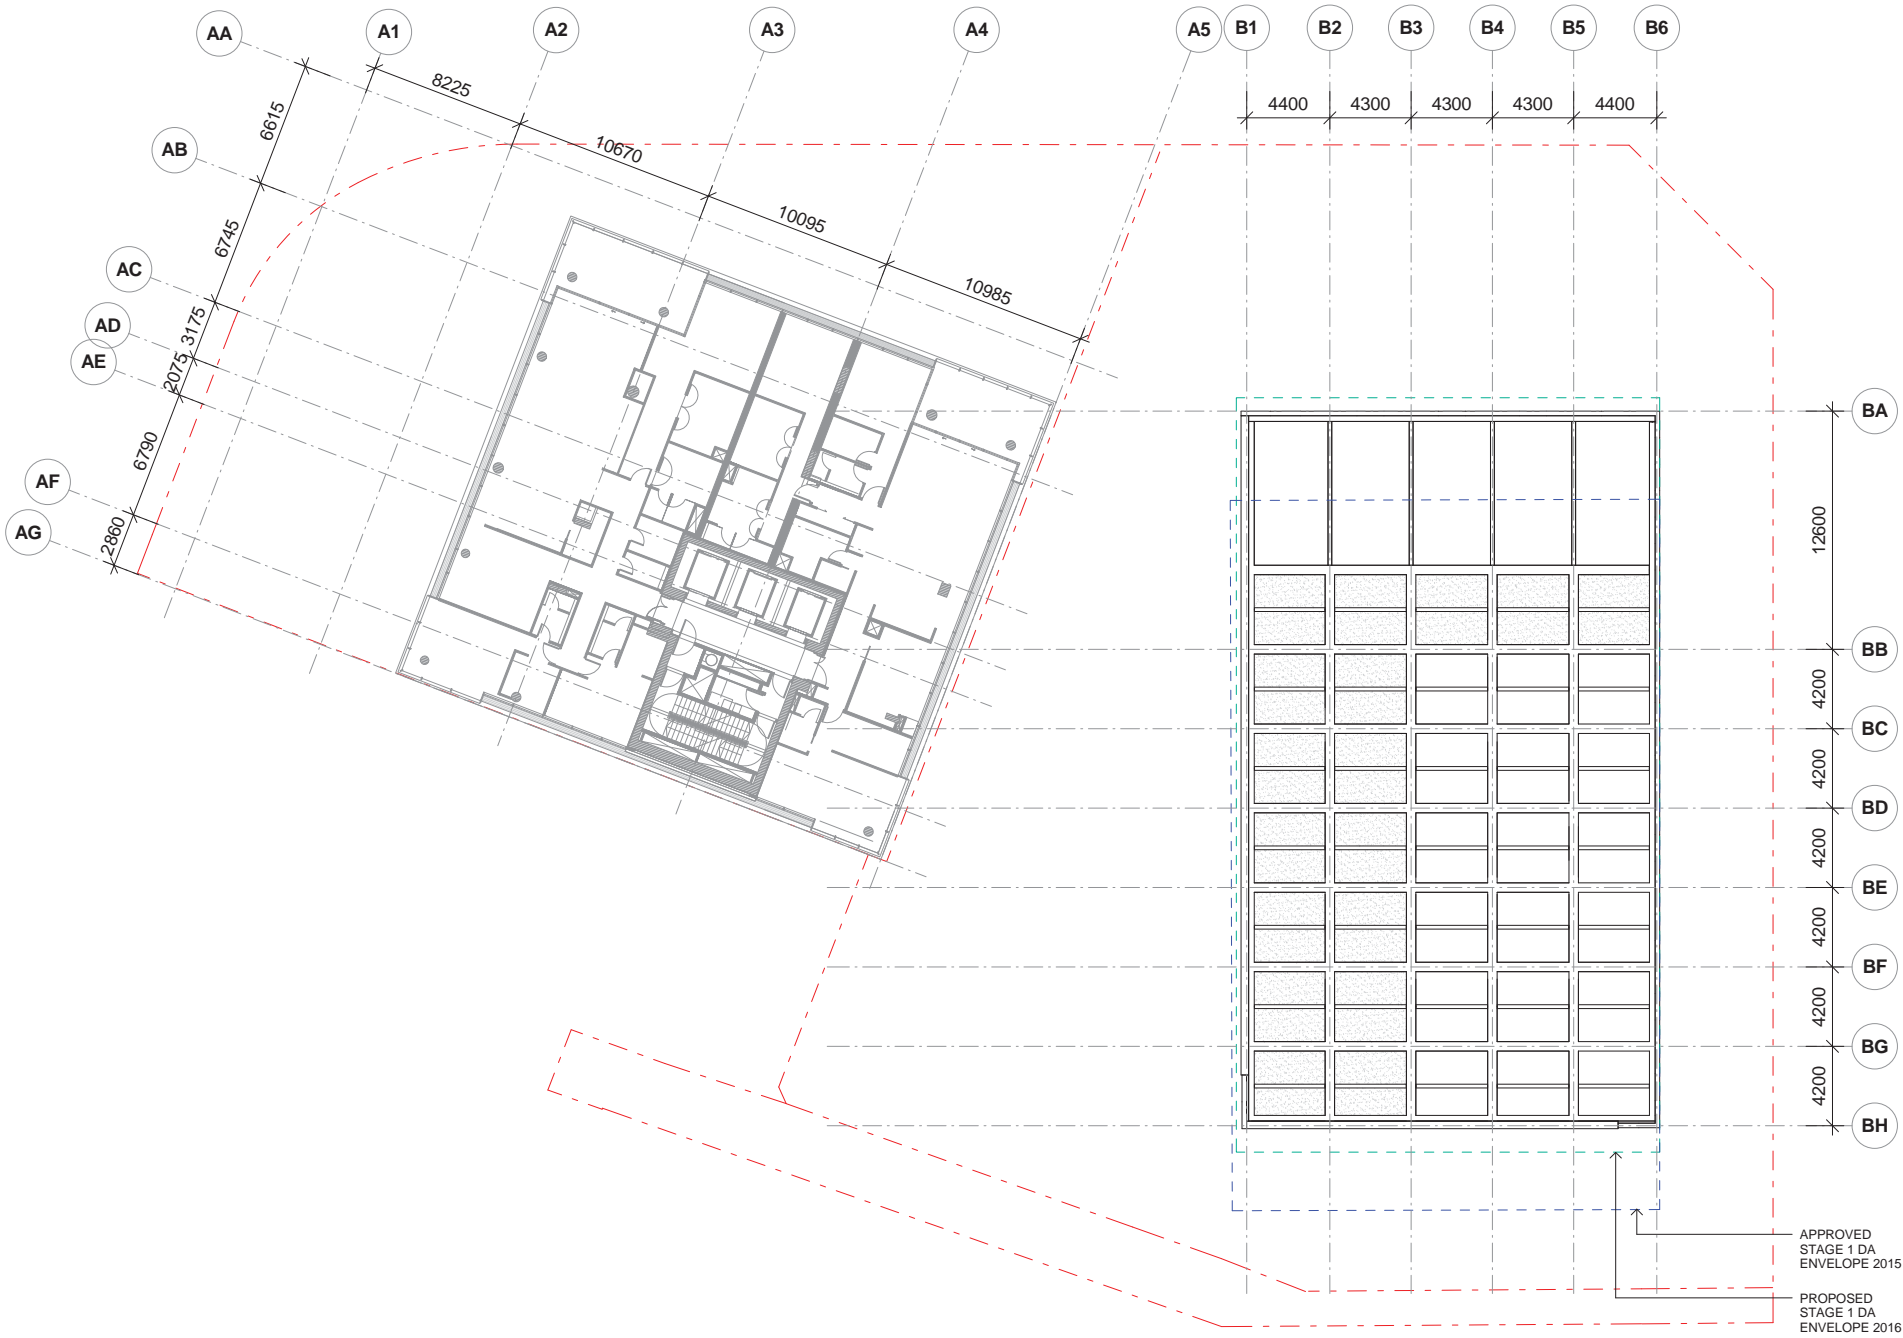 AA
A1
A2
A3
A4
A5
B1
B2
B3
B4
B5
B6
8225
10670
10095
10985
4400
4300
4300
4300
4400
6615
AB
6745
AC
3175
AD
2075
AE
6790
AF
2860
AG
BA
12600
BB
4200
BC
4200
BD
4200
BE
4200
BF
4200
BG
4200
BH
APPROVED
STAGE 1 DA
ENVELOPE 2015
PROPOSED
STAGE 1 DA
ENVELOPE 2016